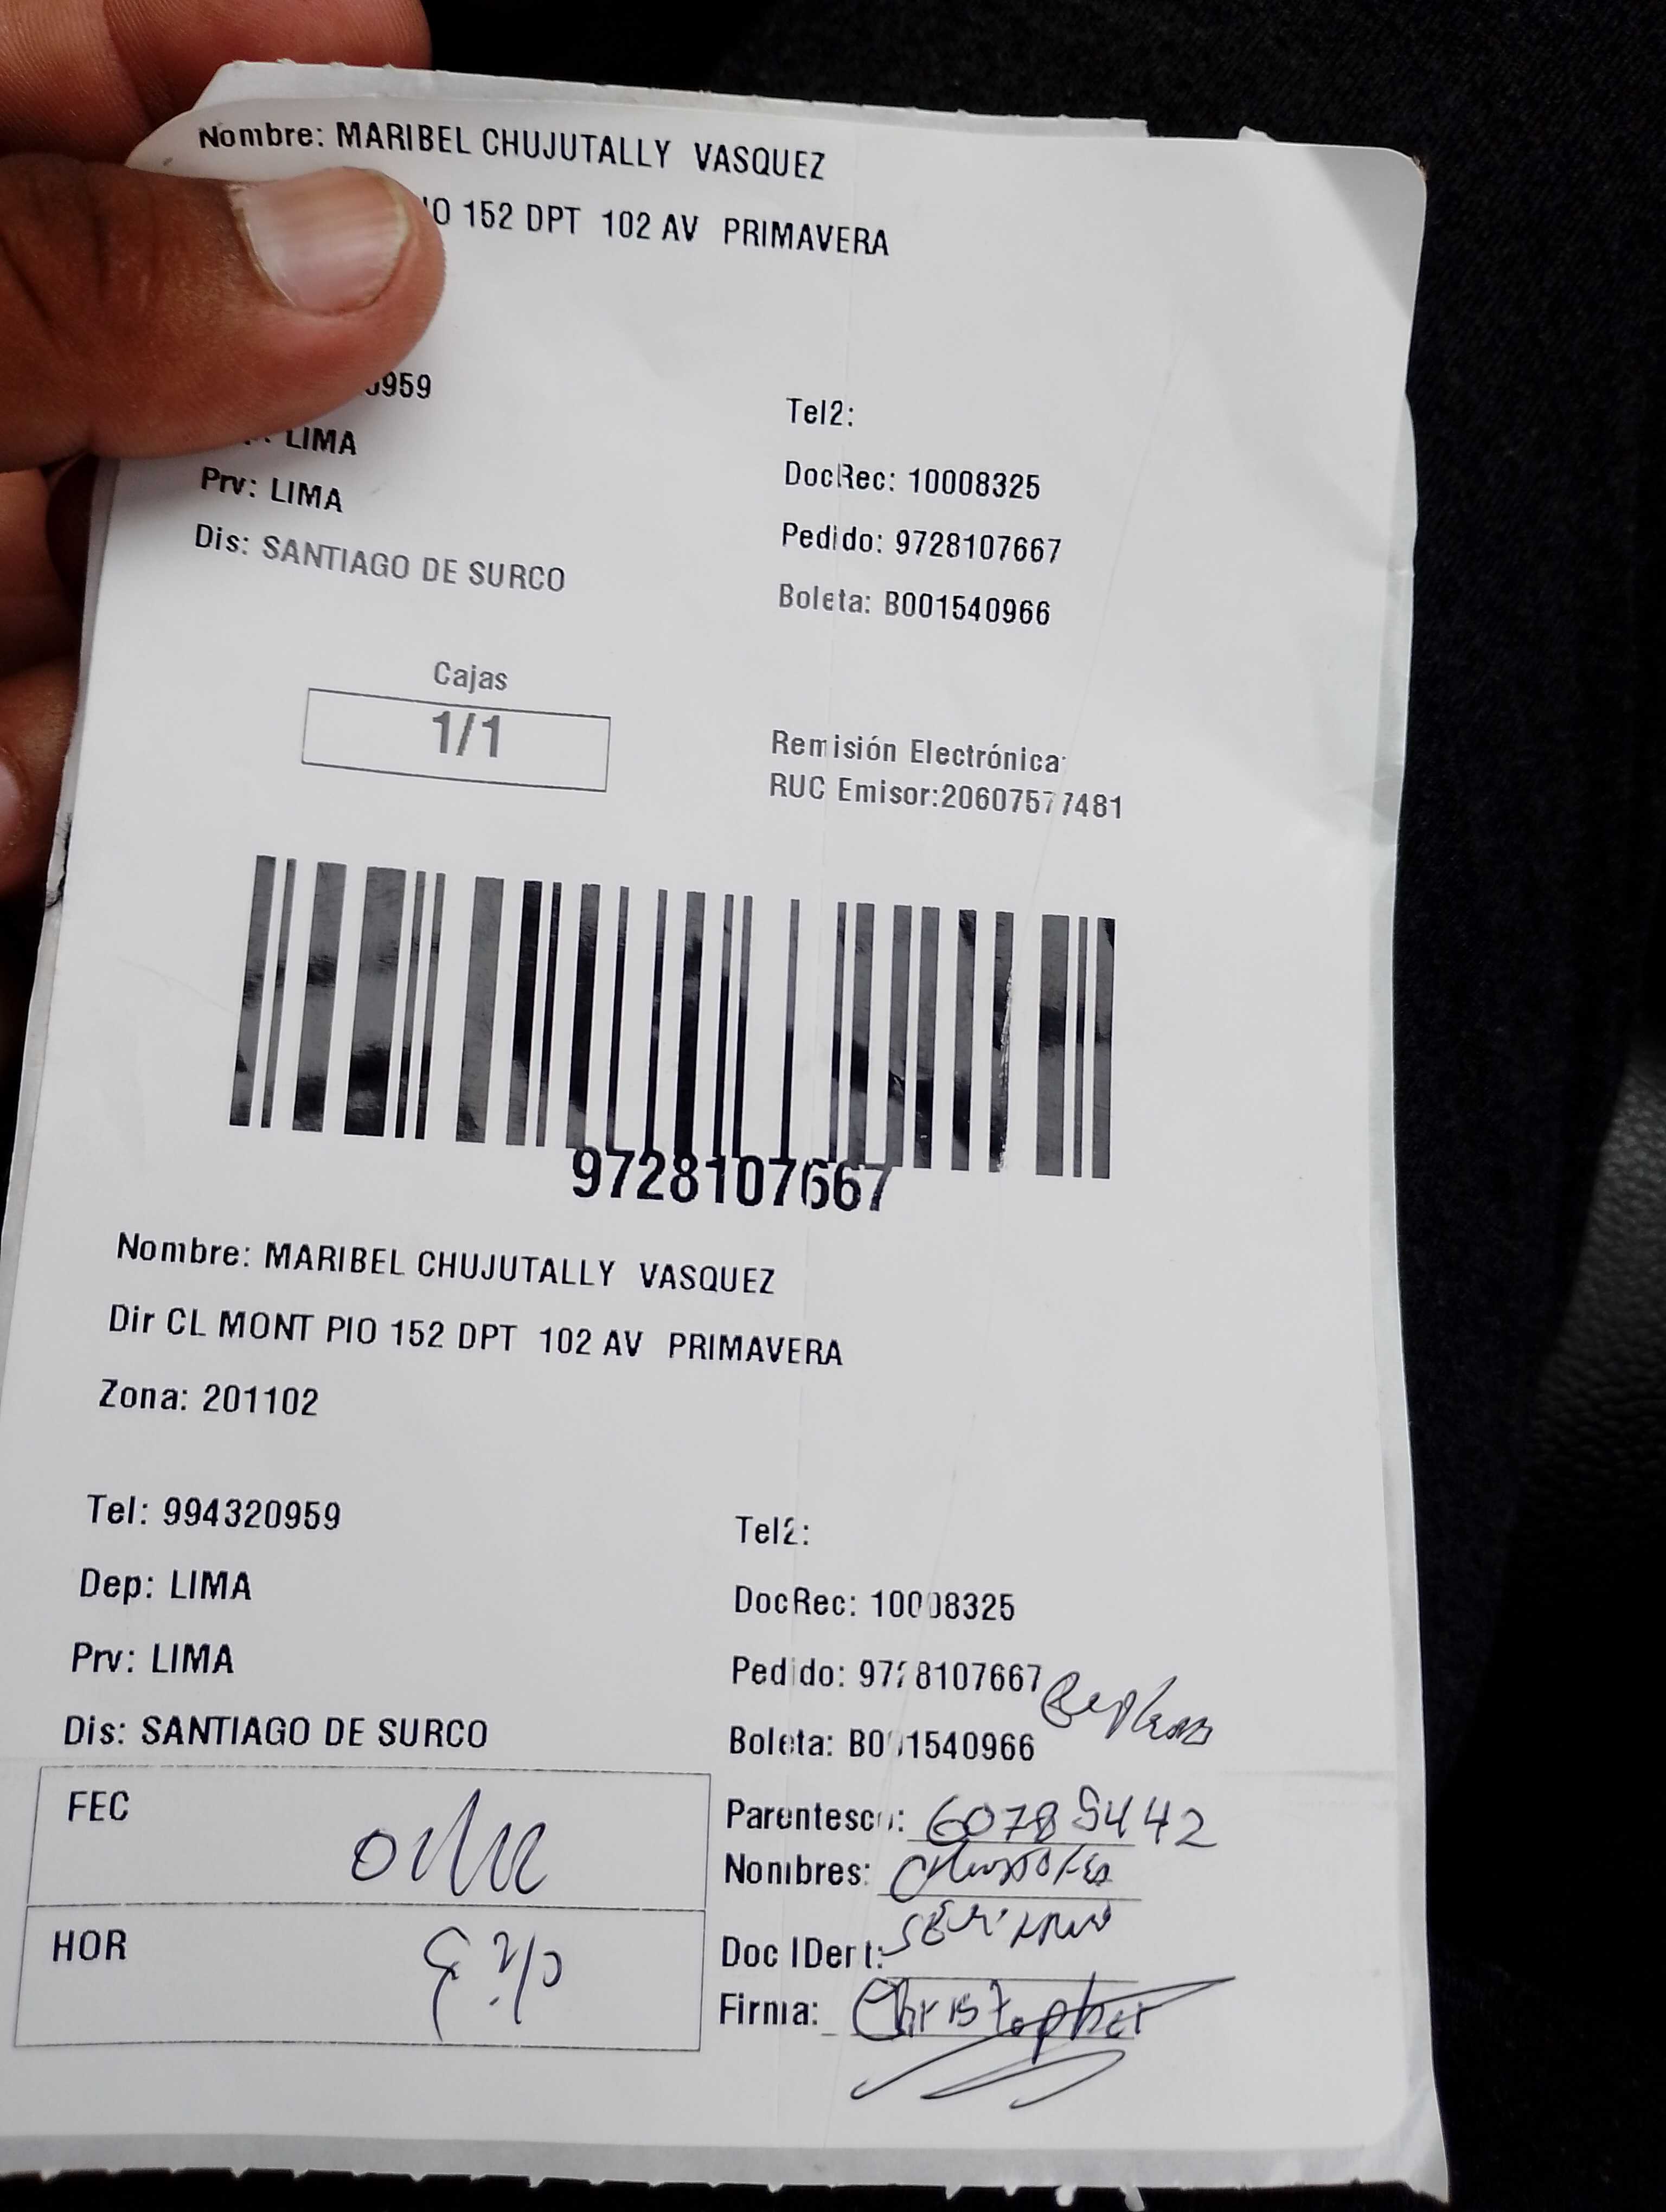 Nombre: MARIBEL CHUJUTALLY VASQUEZ
152 DPT 102 AV PRIMAVERA
959
LIMA
Prv: LIMA
Dis: SANTIAGO DE SURCO
Tel2:
DocRec: 10008325
Pedido: 9728107667
Boleta: B001540966
Cajas
1/1
Remisión Electrónica:
RUC Emisor:20607577481
9728107667
Nombre: MARIBEL CHUJUTALLY VASQUEZ
Dir CL MONT PIO 152 DPT 102 AV PRIMAVERA
Zona: 201102
Tel: 994320959
Dep: LIMA
Prv: LIMA
Dis: SANTIAGO DE SURCO
Tel2:
DocRec: 10008325
Pedido: 9728107667
Boleta: B001540966
FEC
HOR
Parentesco: 60785442
Nombres:
Doc IDent:
Firma: Christopher